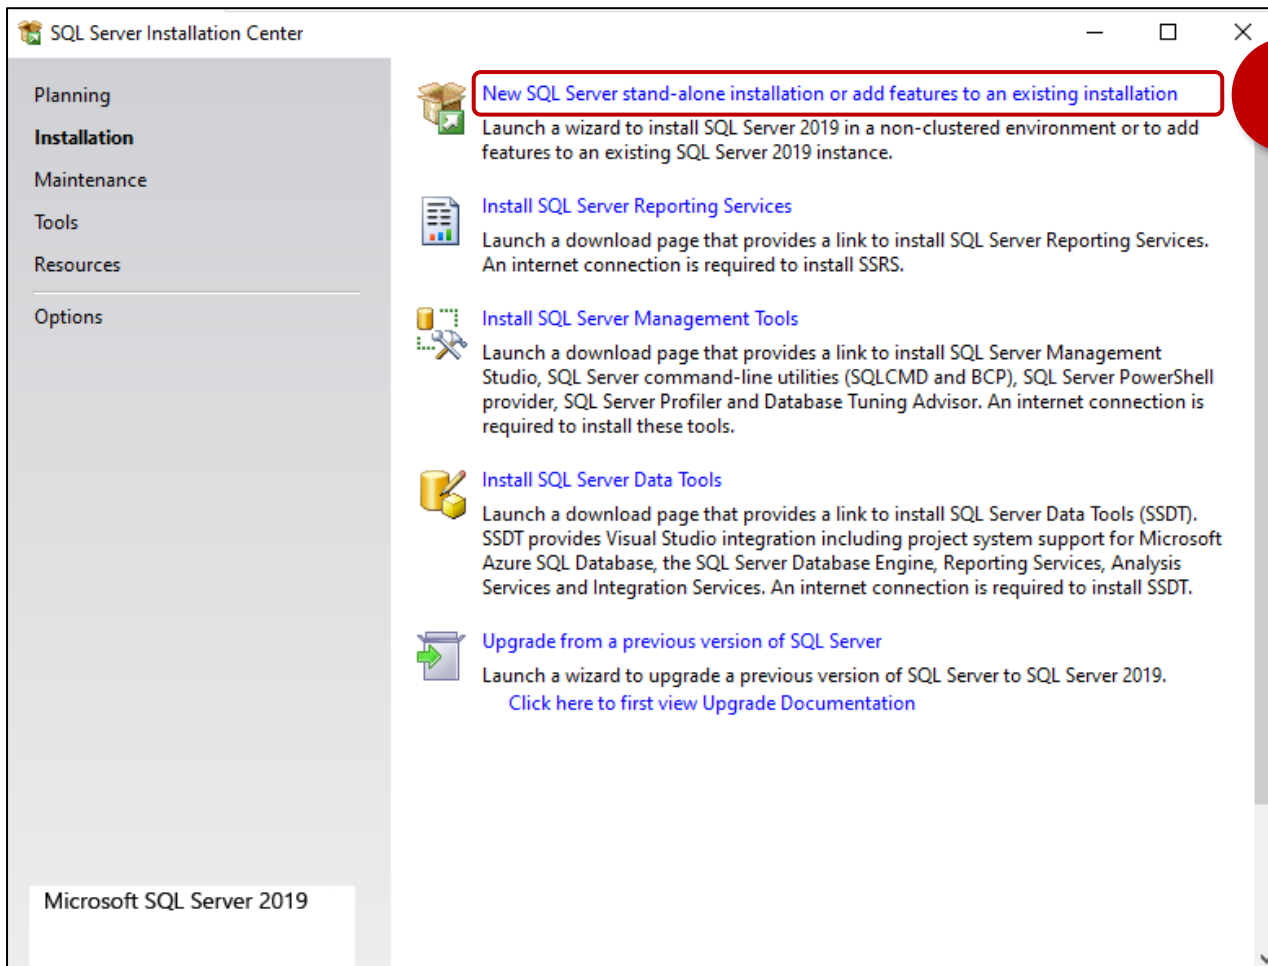 SQL Server Installation Center
Planning
Installation
Maintenance
Tools
Resources
Options
Microsoft SQL Server 2019
New SQL Server stand-alone installation or add features to an existing installation
Launch a wizard to install SQL Server 2019 in a non-clustered environment or to add
features to an existing SQL Server 2019 instance.
Install SQL Server Reporting Services
Launch a download page that provides a link to install SQL Server Reporting Services.
An internet connection is required to install SSRS.
Install SQL Server Management Tools
Launch a download page that provides a link to install SQL Server Management
Studio, SQL Server command-line utilities (SQLCMD and BCP), SQL Server PowerShell
provider, SQL Server Profiler and Database Tuning Advisor. An internet connection is
required to install these tools.
Install SQL Server Data Tools
Launch a download page that provides a link to install SQL Server Data Tools (SSDT).
SSDT provides Visual Studio integration including project system support for Microsoft
Azure SQL Database, the SQL Server Database Engine, Reporting Services, Analysis
Services and Integration Services. An internet connection is required to install SSDT.
Upgrade from a previous version of SQL Server
Launch a wizard to upgrade a previous version of SQL Server to SQL Server 2019.
Click here to first view Upgrade Documentation